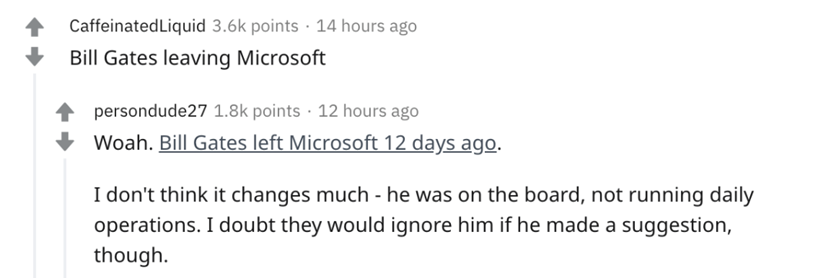 CaffeinatedLiquid 3.6k points · 14 hours ago
Bill Gates leaving Microsoft
persondude27 1.8k points · 12 hours ago
Woah. Bill Gates left Microsoft 12 days ago.
I don't think it changes much - he was on the board, not running daily
operations. I doubt they would ignore him if he made a suggestion,
though.